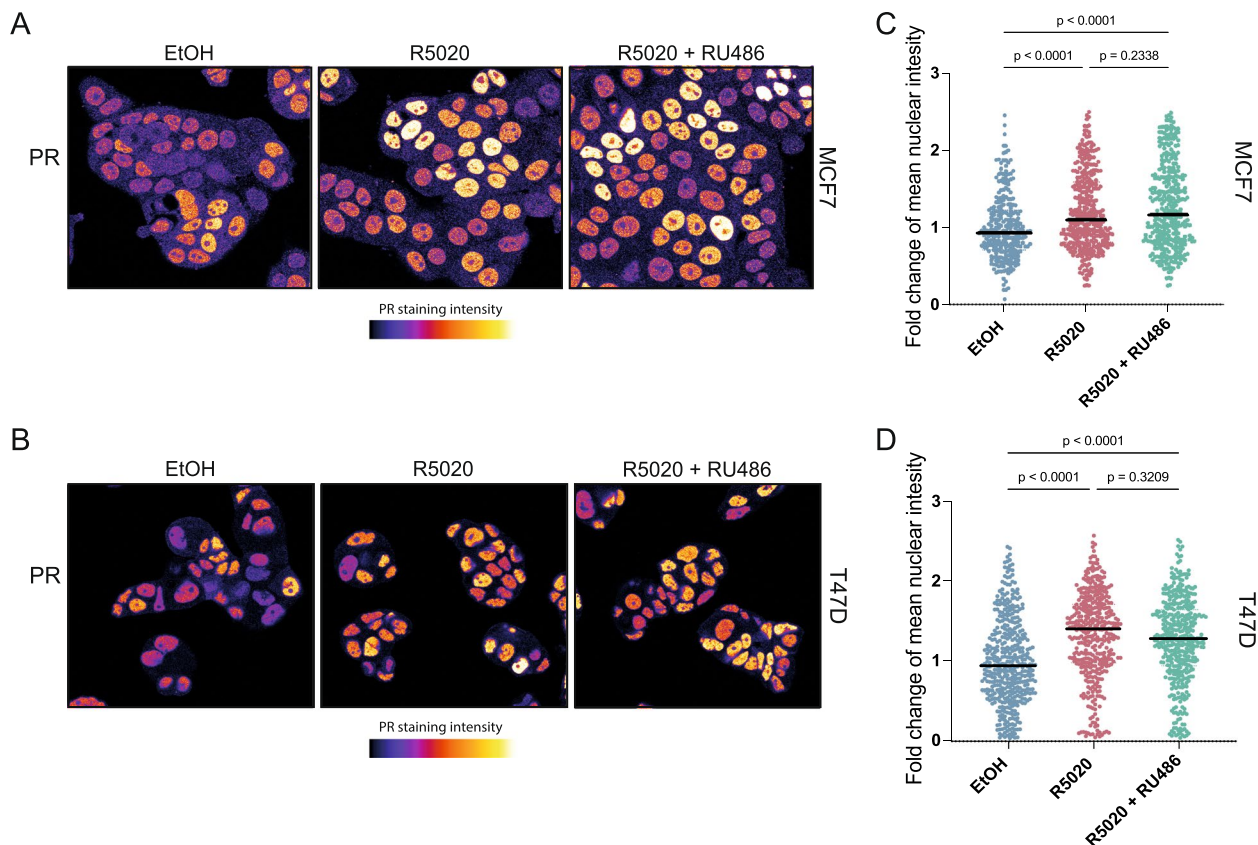 A
EtOH
R5020
R5020 + RU486
PR
MCF7
PR staining intensity
B
EtOH
R5020
R5020 + RU486
PR
T47D
PR staining intensity
C
p < 0.0001
p < 0.0001
p = 0.2338
Fold change of mean nuclear intesity
3
2
1
0
EtOH
R5020
R5020 + RU486
MCF7
D
p < 0.0001
p < 0.0001
p = 0.3209
Fold change of mean nuclear intesity
3
2
1
0
EtOH
R5020
R5020 + RU486
T47D